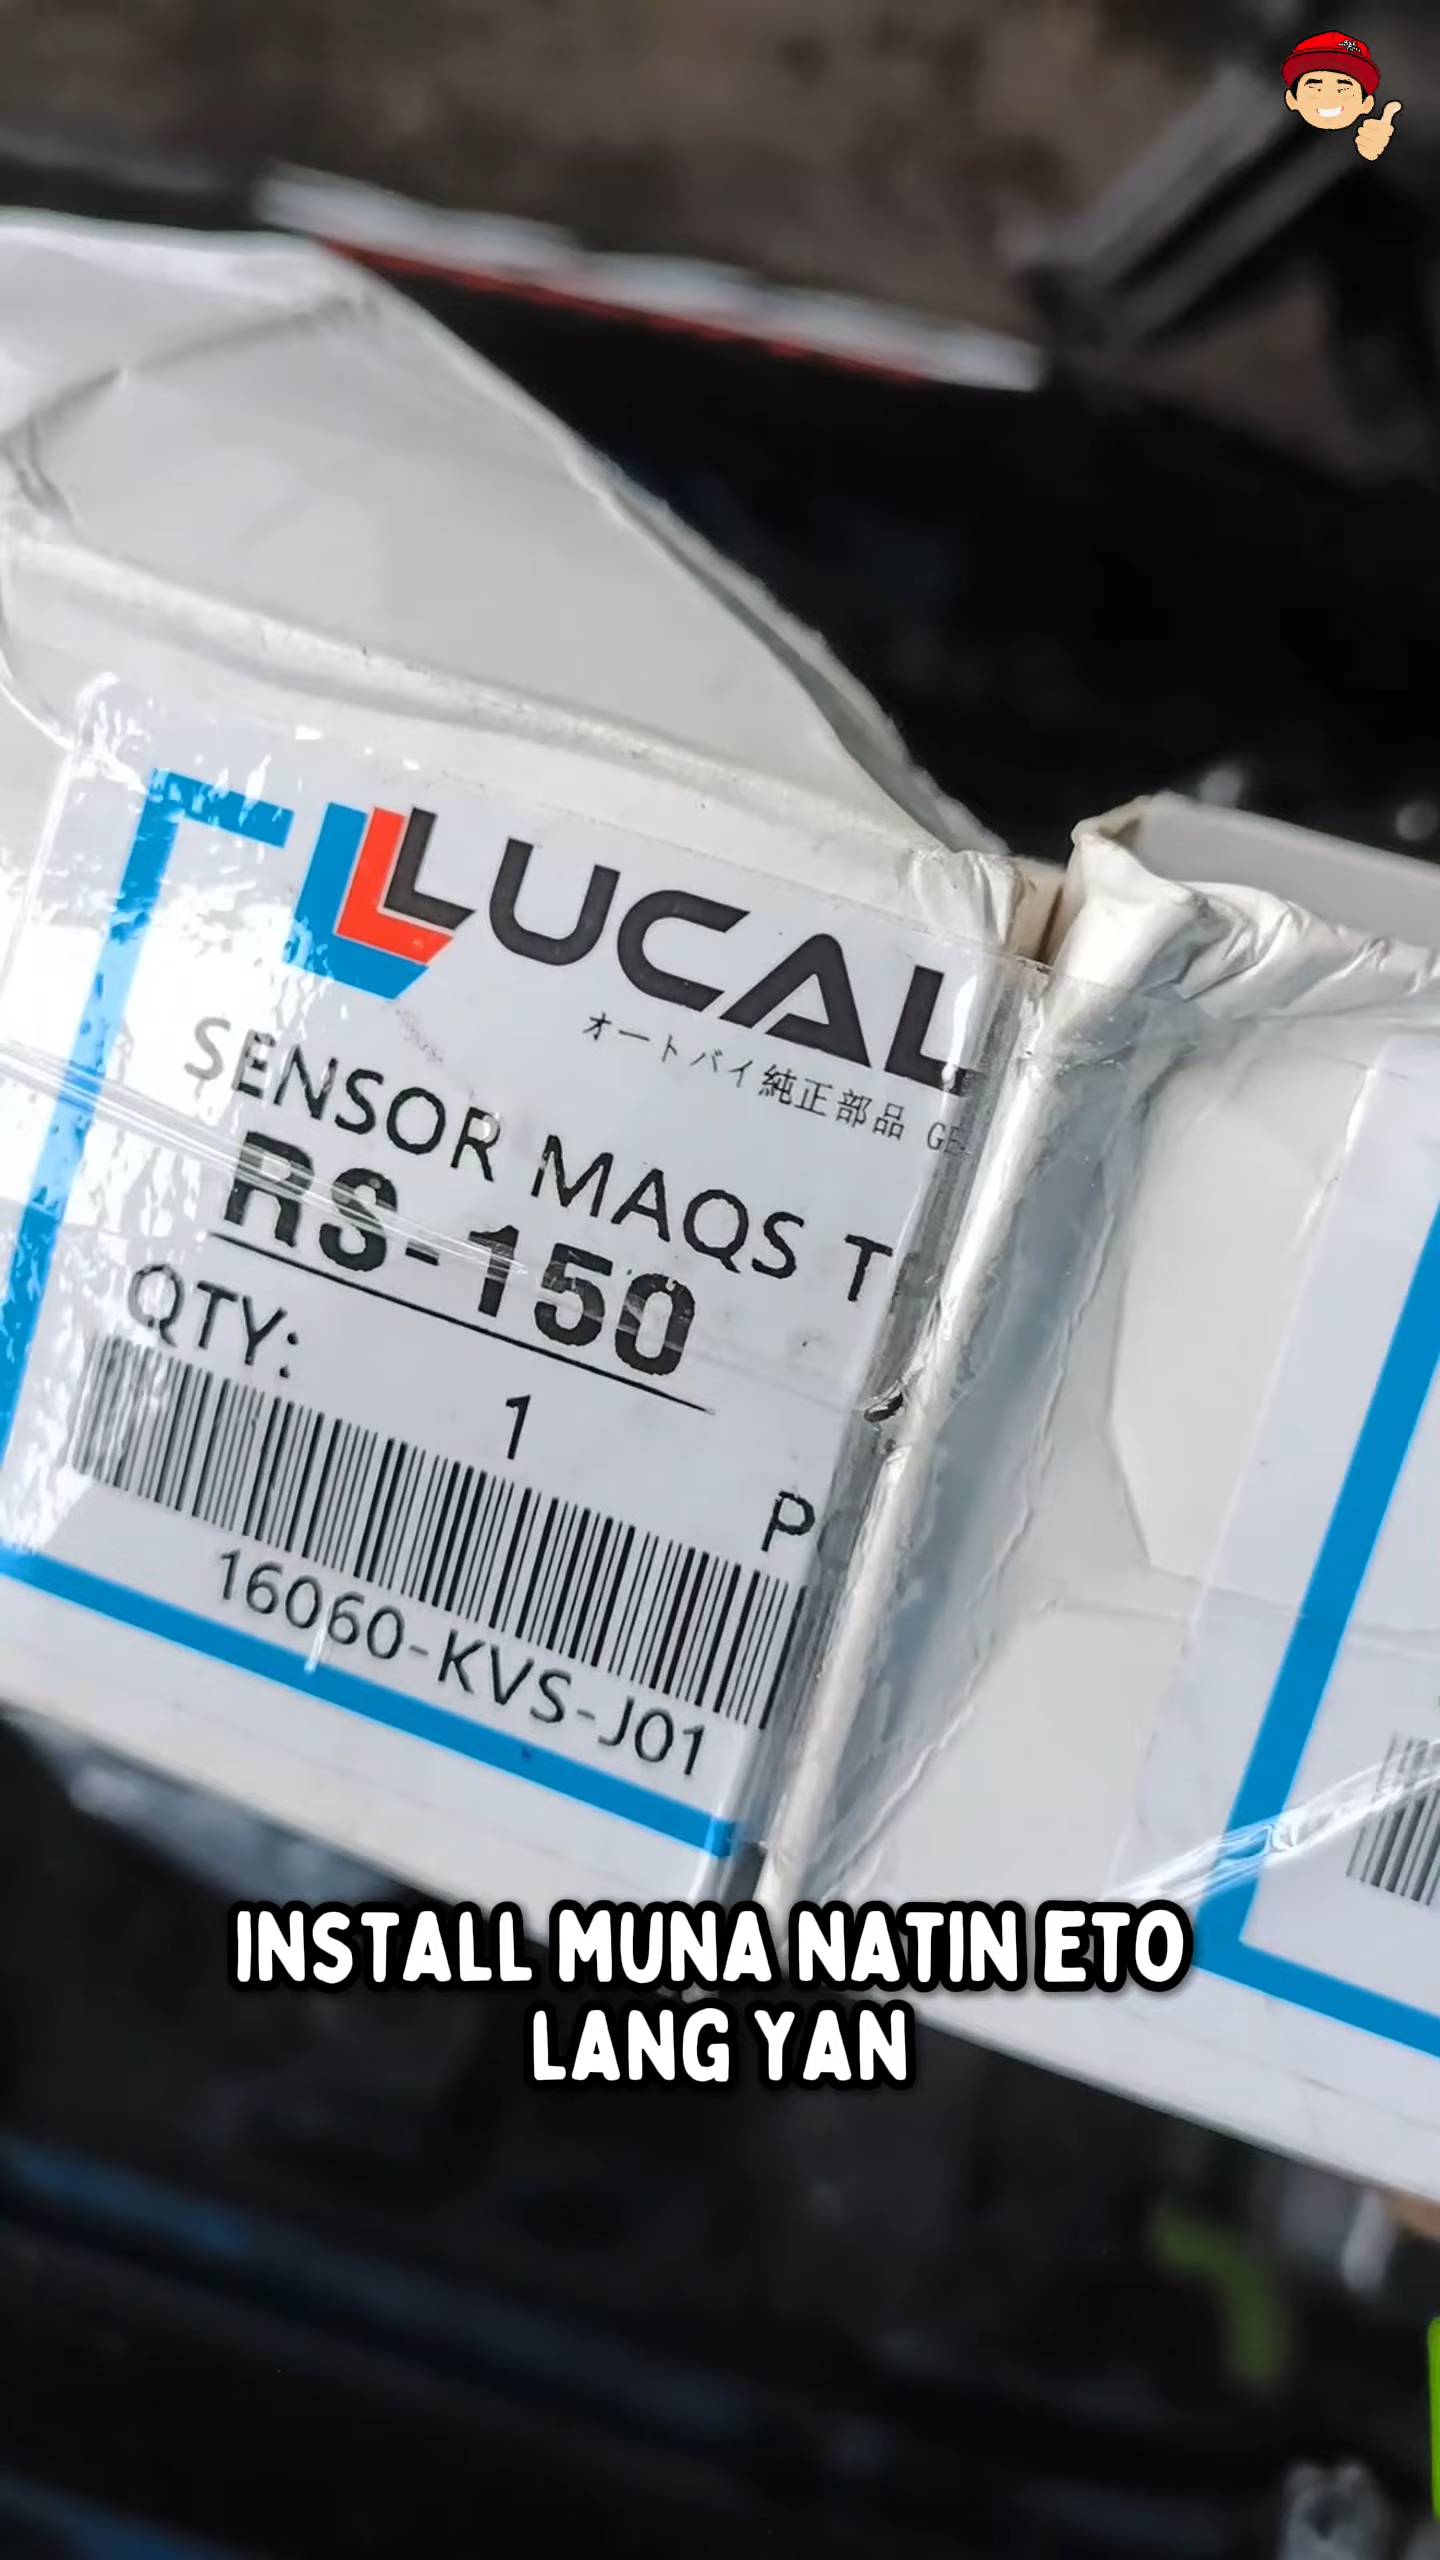 LUCAL
オートバイ純正部品
SENSOR MAQS T
RS-150
QTY:
1
16060-KVS-J01
INSTALL MUNA NATIN ETO
LANG YAN